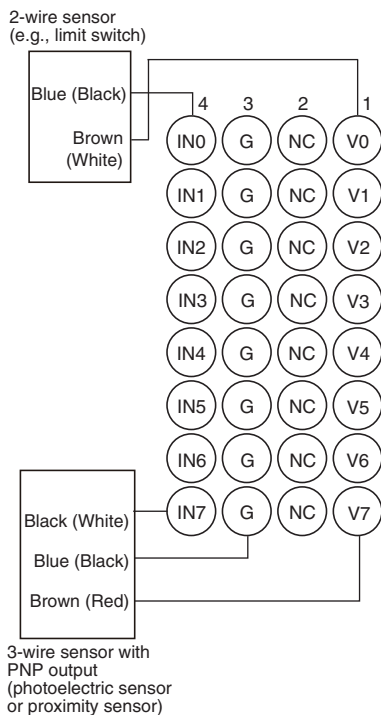 2-wire sensor
(e.g., limit switch)
Blue (Black)
Brown
(White)
4 3 2 1
IN0 G NC V0
IN1 G NC V1
IN2 G NC V2
IN3 G NC V3
IN4 G NC V4
IN5 G NC V5
IN6 G NC V6
IN7 G NC V7
Black (White)
Blue (Black)
Brown (Red)
3-wire sensor with
PNP output
(photoelectric sensor
or proximity sensor)